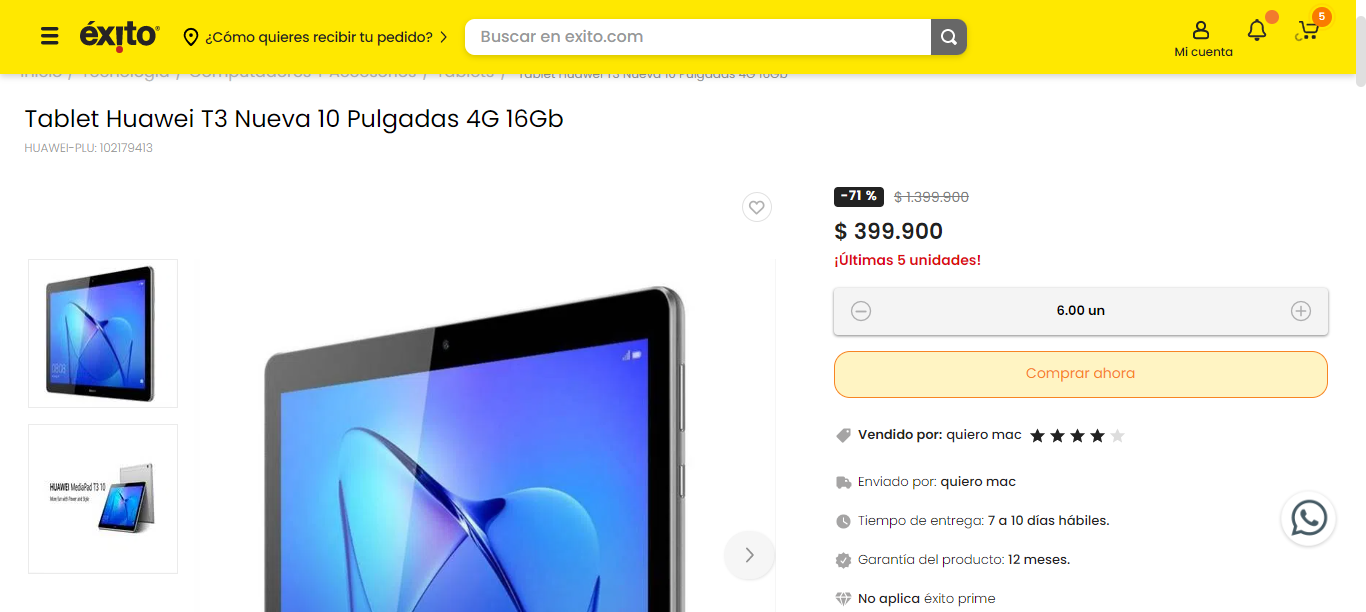 éxito
¿Cómo quieres recibir tu pedido?
Buscar en exito.com
Mi cuenta
5
Inicio / Tecnología / Computadores Y Accesorios / Tablets / Tablet Huawei T3 Nueva 10 Pulgadas 4G 16Gb
Tablet Huawei T3 Nueva 10 Pulgadas 4G 16Gb
HUAWEI-PLU: 102179413
-71 % $ 1.399.900
$ 399.900
¡Últimas 5 unidades!
6.00 un
Comprar ahora
Vendido por: quiero mac
Enviado por: quiero mac
Tiempo de entrega: 7 a 10 días hábiles.
Garantía del producto: 12 meses.
No aplica éxito prime
08:08
HUAWEI MediaPad T3 10
More Fun with Power and Style